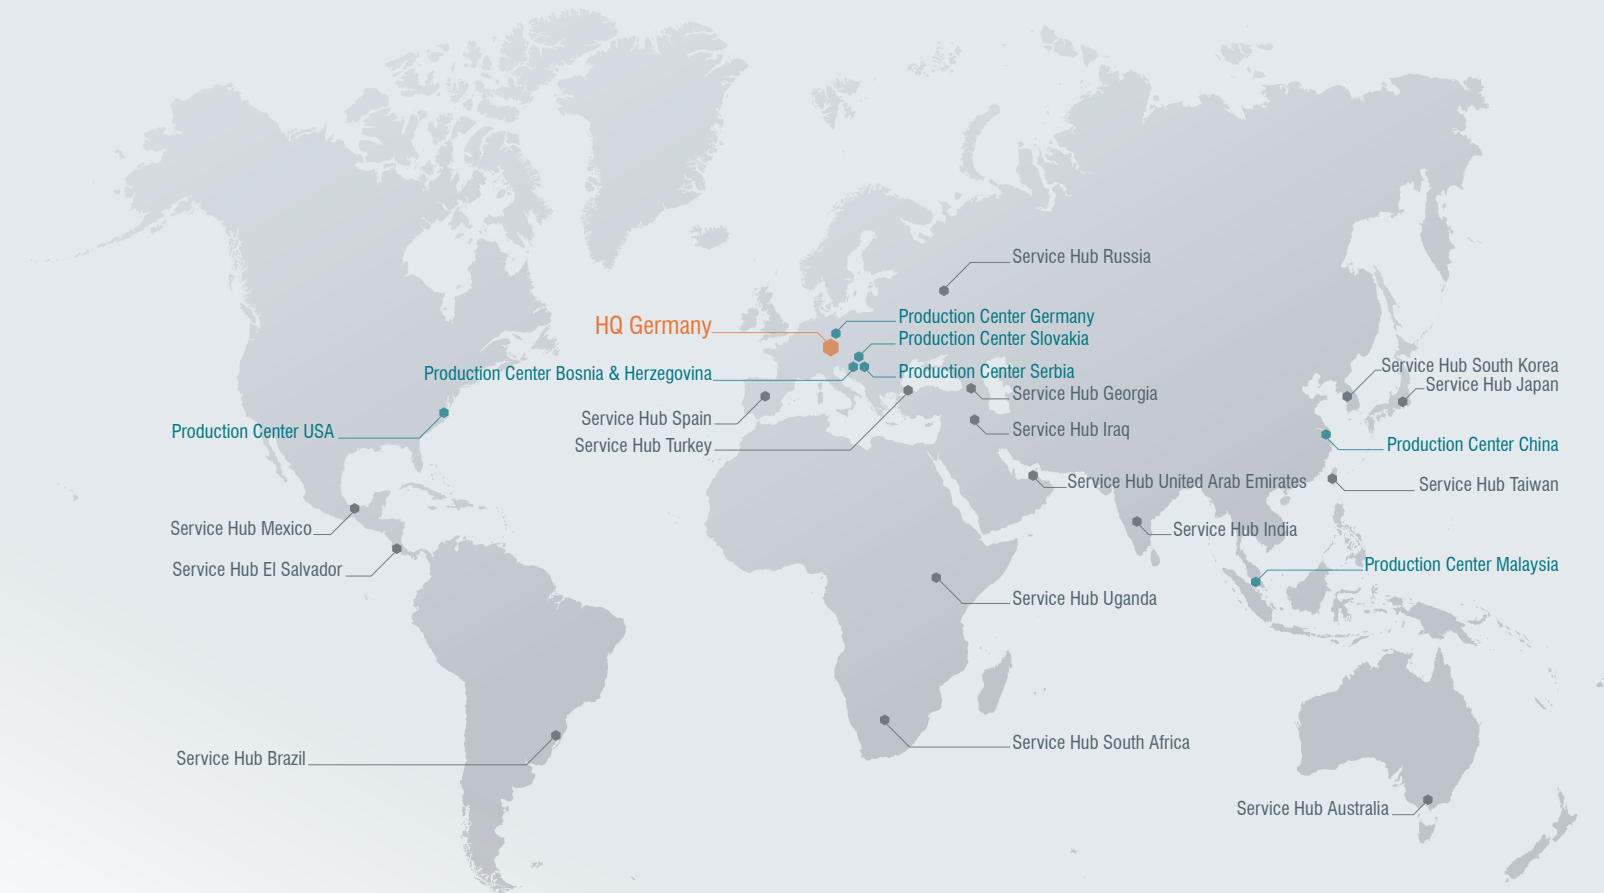 Service Hub Russia
Production Center Germany
HQ Germany
Production Center Slovakia
Service Hub South Korea
Production Center Serbia
Production Center Bosnia & Herzegovina
Service Hub Japan
Service Hub Georgia
Service Hub Spain
Service Hub Iraq
Production Center USA
Service Hub Turkey
Production Center China
Service Hub United Arab Emirates
Service Hub Taiwan
Service Hub Mexico
Service Hub India
Production Center Malaysia
Service Hub El Salvador
Service Hub Uganda
Service Hub South Africa
Service Hub Brazil
Service Hub Australia